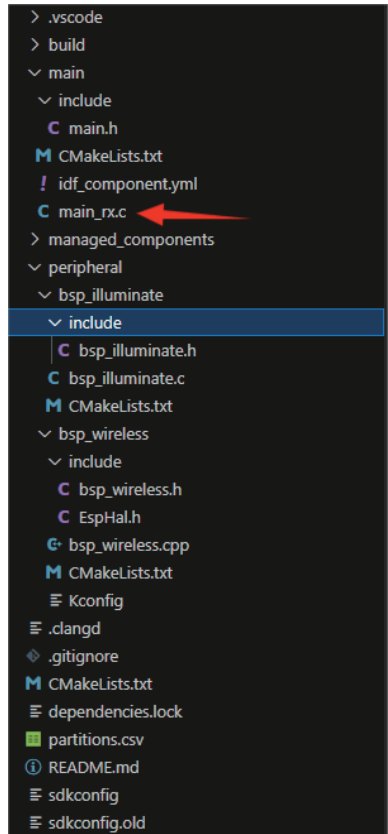 .vscode
build
main
include
C main.h
M CMakeLists.txt
! idf_component.yml
C main_rx.c
managed_components
peripheral
bsp_illuminate
include
C bsp_illuminate.h
C bsp_illuminate.c
M CMakeLists.txt
bsp_wireless
include
C bsp_wireless.h
C EspHal.h
C+ bsp_wireless.cpp
M CMakeLists.txt
Kconfig
.clangd
.gitignore
M CMakeLists.txt
dependencies.lock
partitions.csv
README.md
sdkconfig
sdkconfig.old